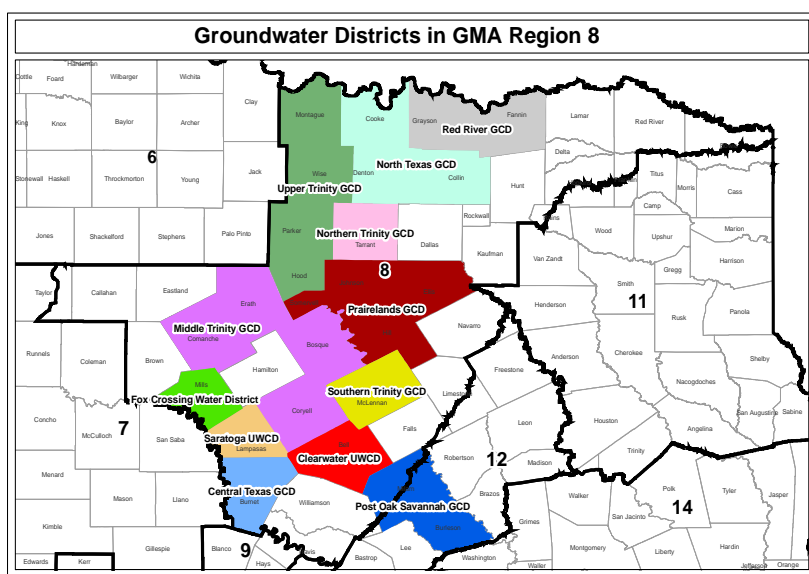 Groundwater Districts in GMA Region 8
Hardeman
Cottle
Foard
Wilbarger
Wichita
Clay
Montague
Cooke
Grayson
Fannin
Red River GCD
Lamar
Red River
King
Knox
Baylor
Archer
6
Jack
Wise
Denton
North Texas GCD
Collin
Hunt
Delta
Titus
Morris
Cass
Stonewall
Haskell
Throckmorton
Young
Upper Trinity GCD
Camp
Rockwall
Wood
Upshur
Marion
Jones
Shackelford
Stephens
Palo Pinto
Parker
Northern Trinity GCD
Tarrant
Dallas
Kaufman
Van Zandt
Gregg
Harrison
Smith
Taylor
Callahan
Eastland
Hood
8
11
Erath
Prairelands GCD
Henderson
Rusk
Panola
Middle Trinity GCD
Comanche
Bosque
Navarro
Runnels
Coleman
Brown
Hamilton
Freestone
Anderson
Cherokee
Shelby
Mills
Fox Crossing Water District
Southern Trinity GCD
McLennan
Limestone
Nacogdoches
Coryell
Concho
McCulloch
7
San Saba
Saratoga UWCD
Lampasas
Bell
Falls
Leon
Houston
San Augustine
Sabine
Angelina
Clearwater UWCD
Robertson
12
Madison
Trinity
Menard
Mason
Llano
Central Texas GCD
Burnet
Williamson
Post Oak Savannah GCD
Brazos
Walker
Polk
14
Tyler
Jasper
Kimble
Gillespie
Blanco
9
Hays
Bastrop
Lee
Washington
Grimes
Montgomery
San Jacinto
Liberty
Hardin
Edwards
Kerr
Waller
Jefferson
Orange